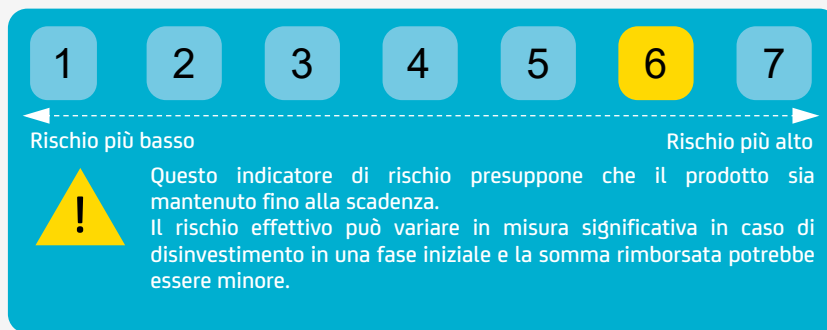 1 2 3 4 5 6 7
Rischio più basso Rischio più alto
Questo indicatore di rischio presuppone che il prodotto sia
mantenuto fino alla scadenza.
!
Il rischio effettivo può variare in misura significativa in caso di
disinvestimento in una fase iniziale e la somma rimborsata potrebbe
essere minore.